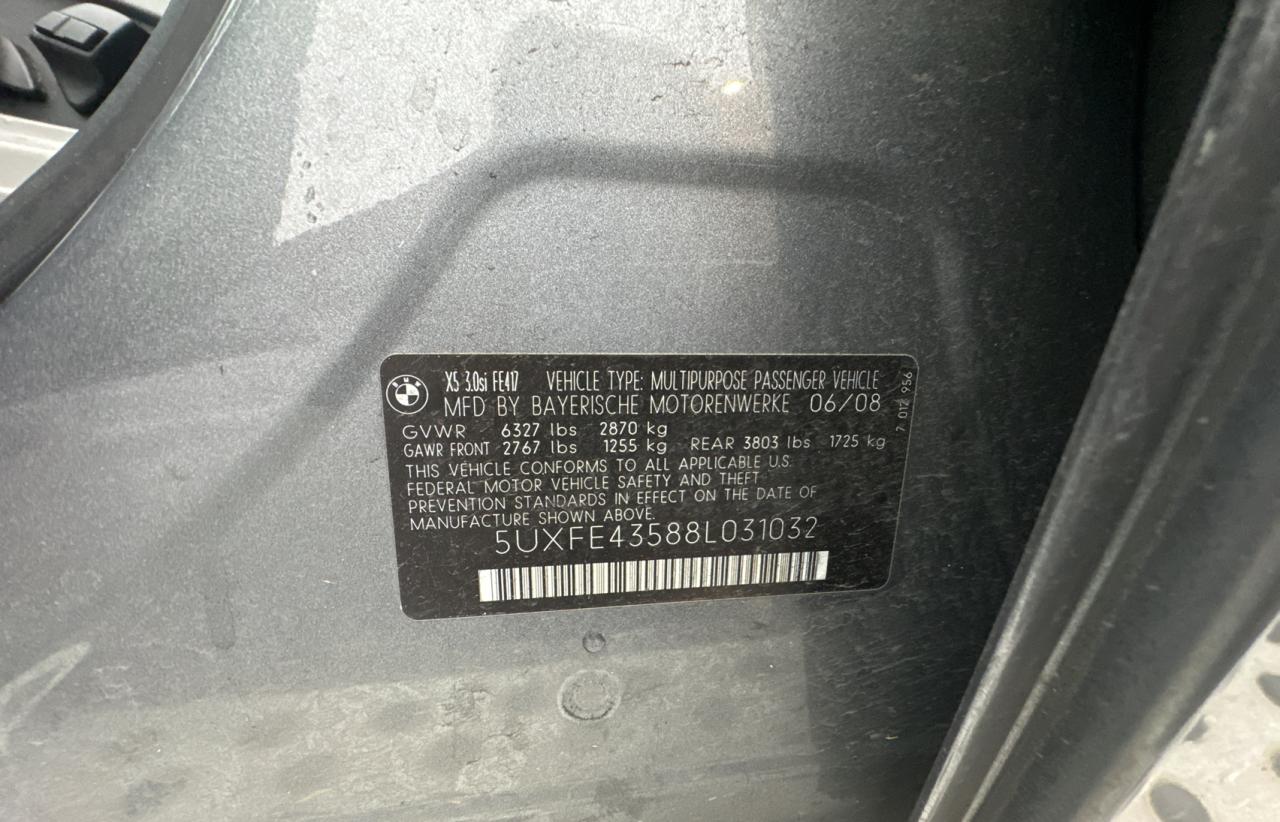 BMW
X5 3.0si FE417 VEHICLE TYPE: MULTIPURPOSE PASSENGER VEHICLE
MFD BY BAYERISCHE MOTORENWERKE 06/08
GVWR 6327 lbs 2870 kg
GAWR FRONT 2767 lbs 1255 kg REAR 3803 lbs 1725 kg
THIS VEHICLE CONFORMS TO ALL APPLICABLE U.S.
FEDERAL MOTOR VEHICLE SAFETY AND THEFT
PREVENTION STANDARDS IN EFFECT ON THE DATE OF
MANUFACTURE SHOWN ABOVE.
5UXFE43588L031032
7 012 956